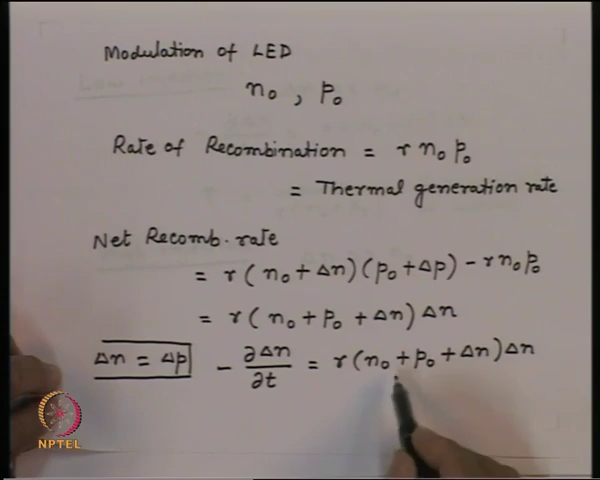 Modulation of LED
n₀ , p₀
Rate of Recombination = r n₀ p₀
= Thermal generation rate
Net Recomb. rate
= r ( n₀ + Δn ) ( p₀ + Δp ) − r n₀ p₀
= r ( n₀ + p₀ + Δn ) Δn
Δn = Δp − ∂Δn/∂t = r ( n₀ + p₀ + Δn ) Δn
NPTEL